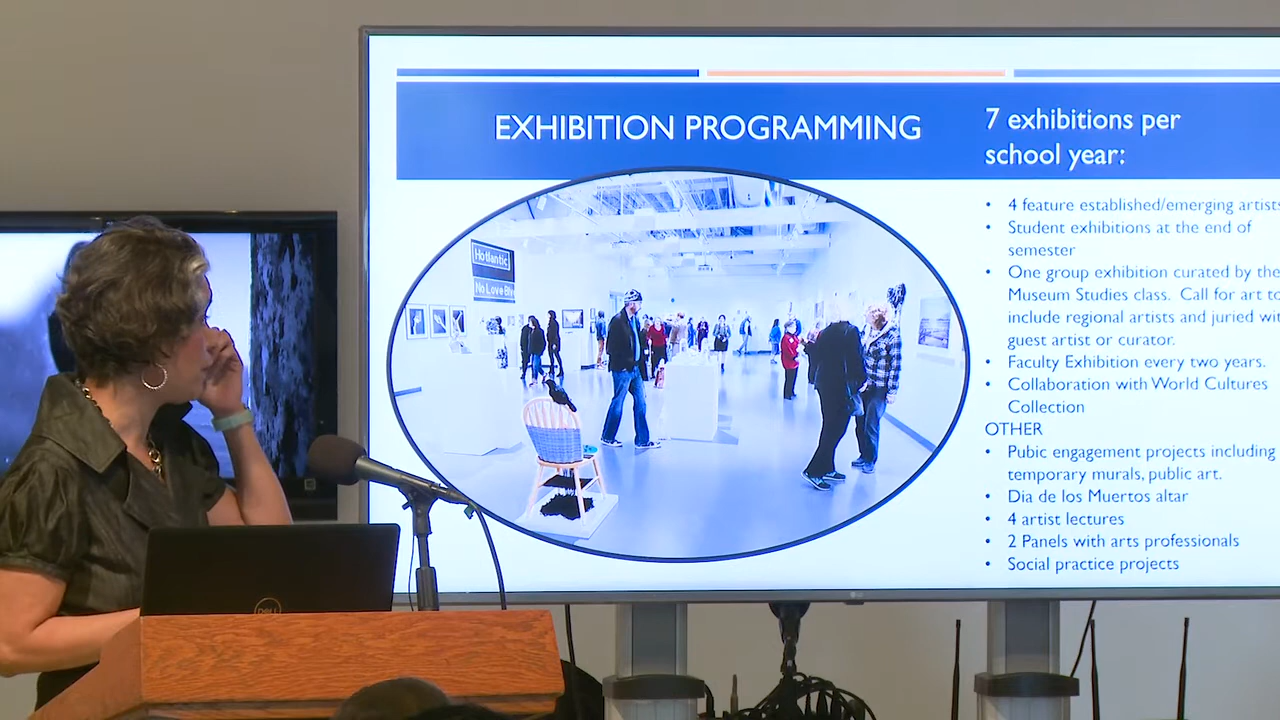 EXHIBITION PROGRAMMING
7 exhibitions per
school year:
Hotlantic
No Love Blv
• 4 feature established/emerging artists
• Student exhibitions at the end of
semester
• One group exhibition curated by the
Museum Studies class. Call for art to
include regional artists and juried wit
guest artist or curator.
• Faculty Exhibition every two years.
• Collaboration with World Cultures
Collection
OTHER
• Pubic engagement projects including
temporary murals, public art.
• Dia de los Muertos altar
• 4 artist lectures
• 2 Panels with arts professionals
• Social practice projects
DELL
LG